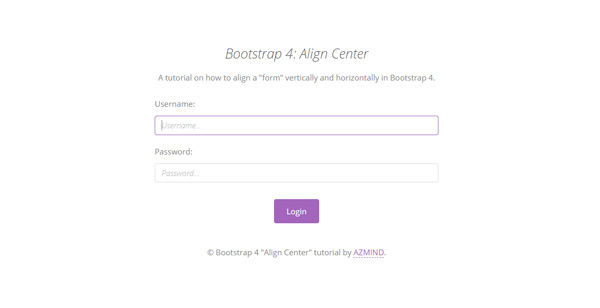 Bootstrap 4: Align Center
A tutorial on how to align a "form" vertically and horizontally in Bootstrap 4.
Username:
Username...
Password:
Password...
Login
© Bootstrap 4 "Align Center" tutorial by AZMIND.